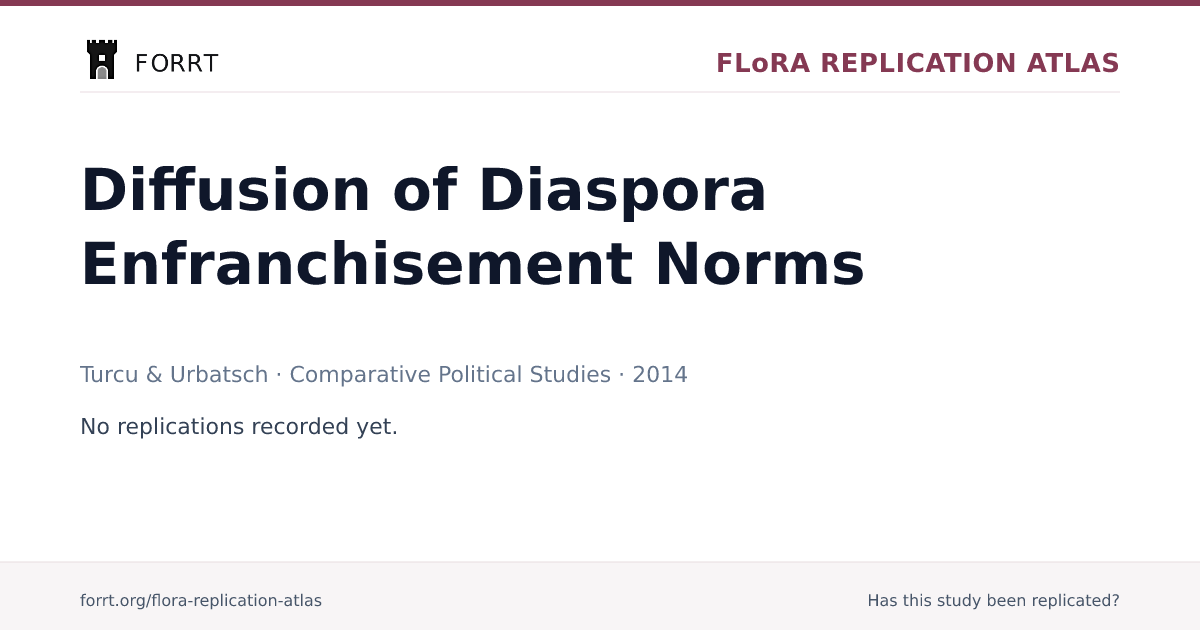 FORRT
FLoRA REPLICATION ATLAS
Diffusion of Diaspora
Enfranchisement Norms
Turcu & Urbatsch · Comparative Political Studies · 2014
No replications recorded yet.
forrt.org/flora-replication-atlas
Has this study been replicated?